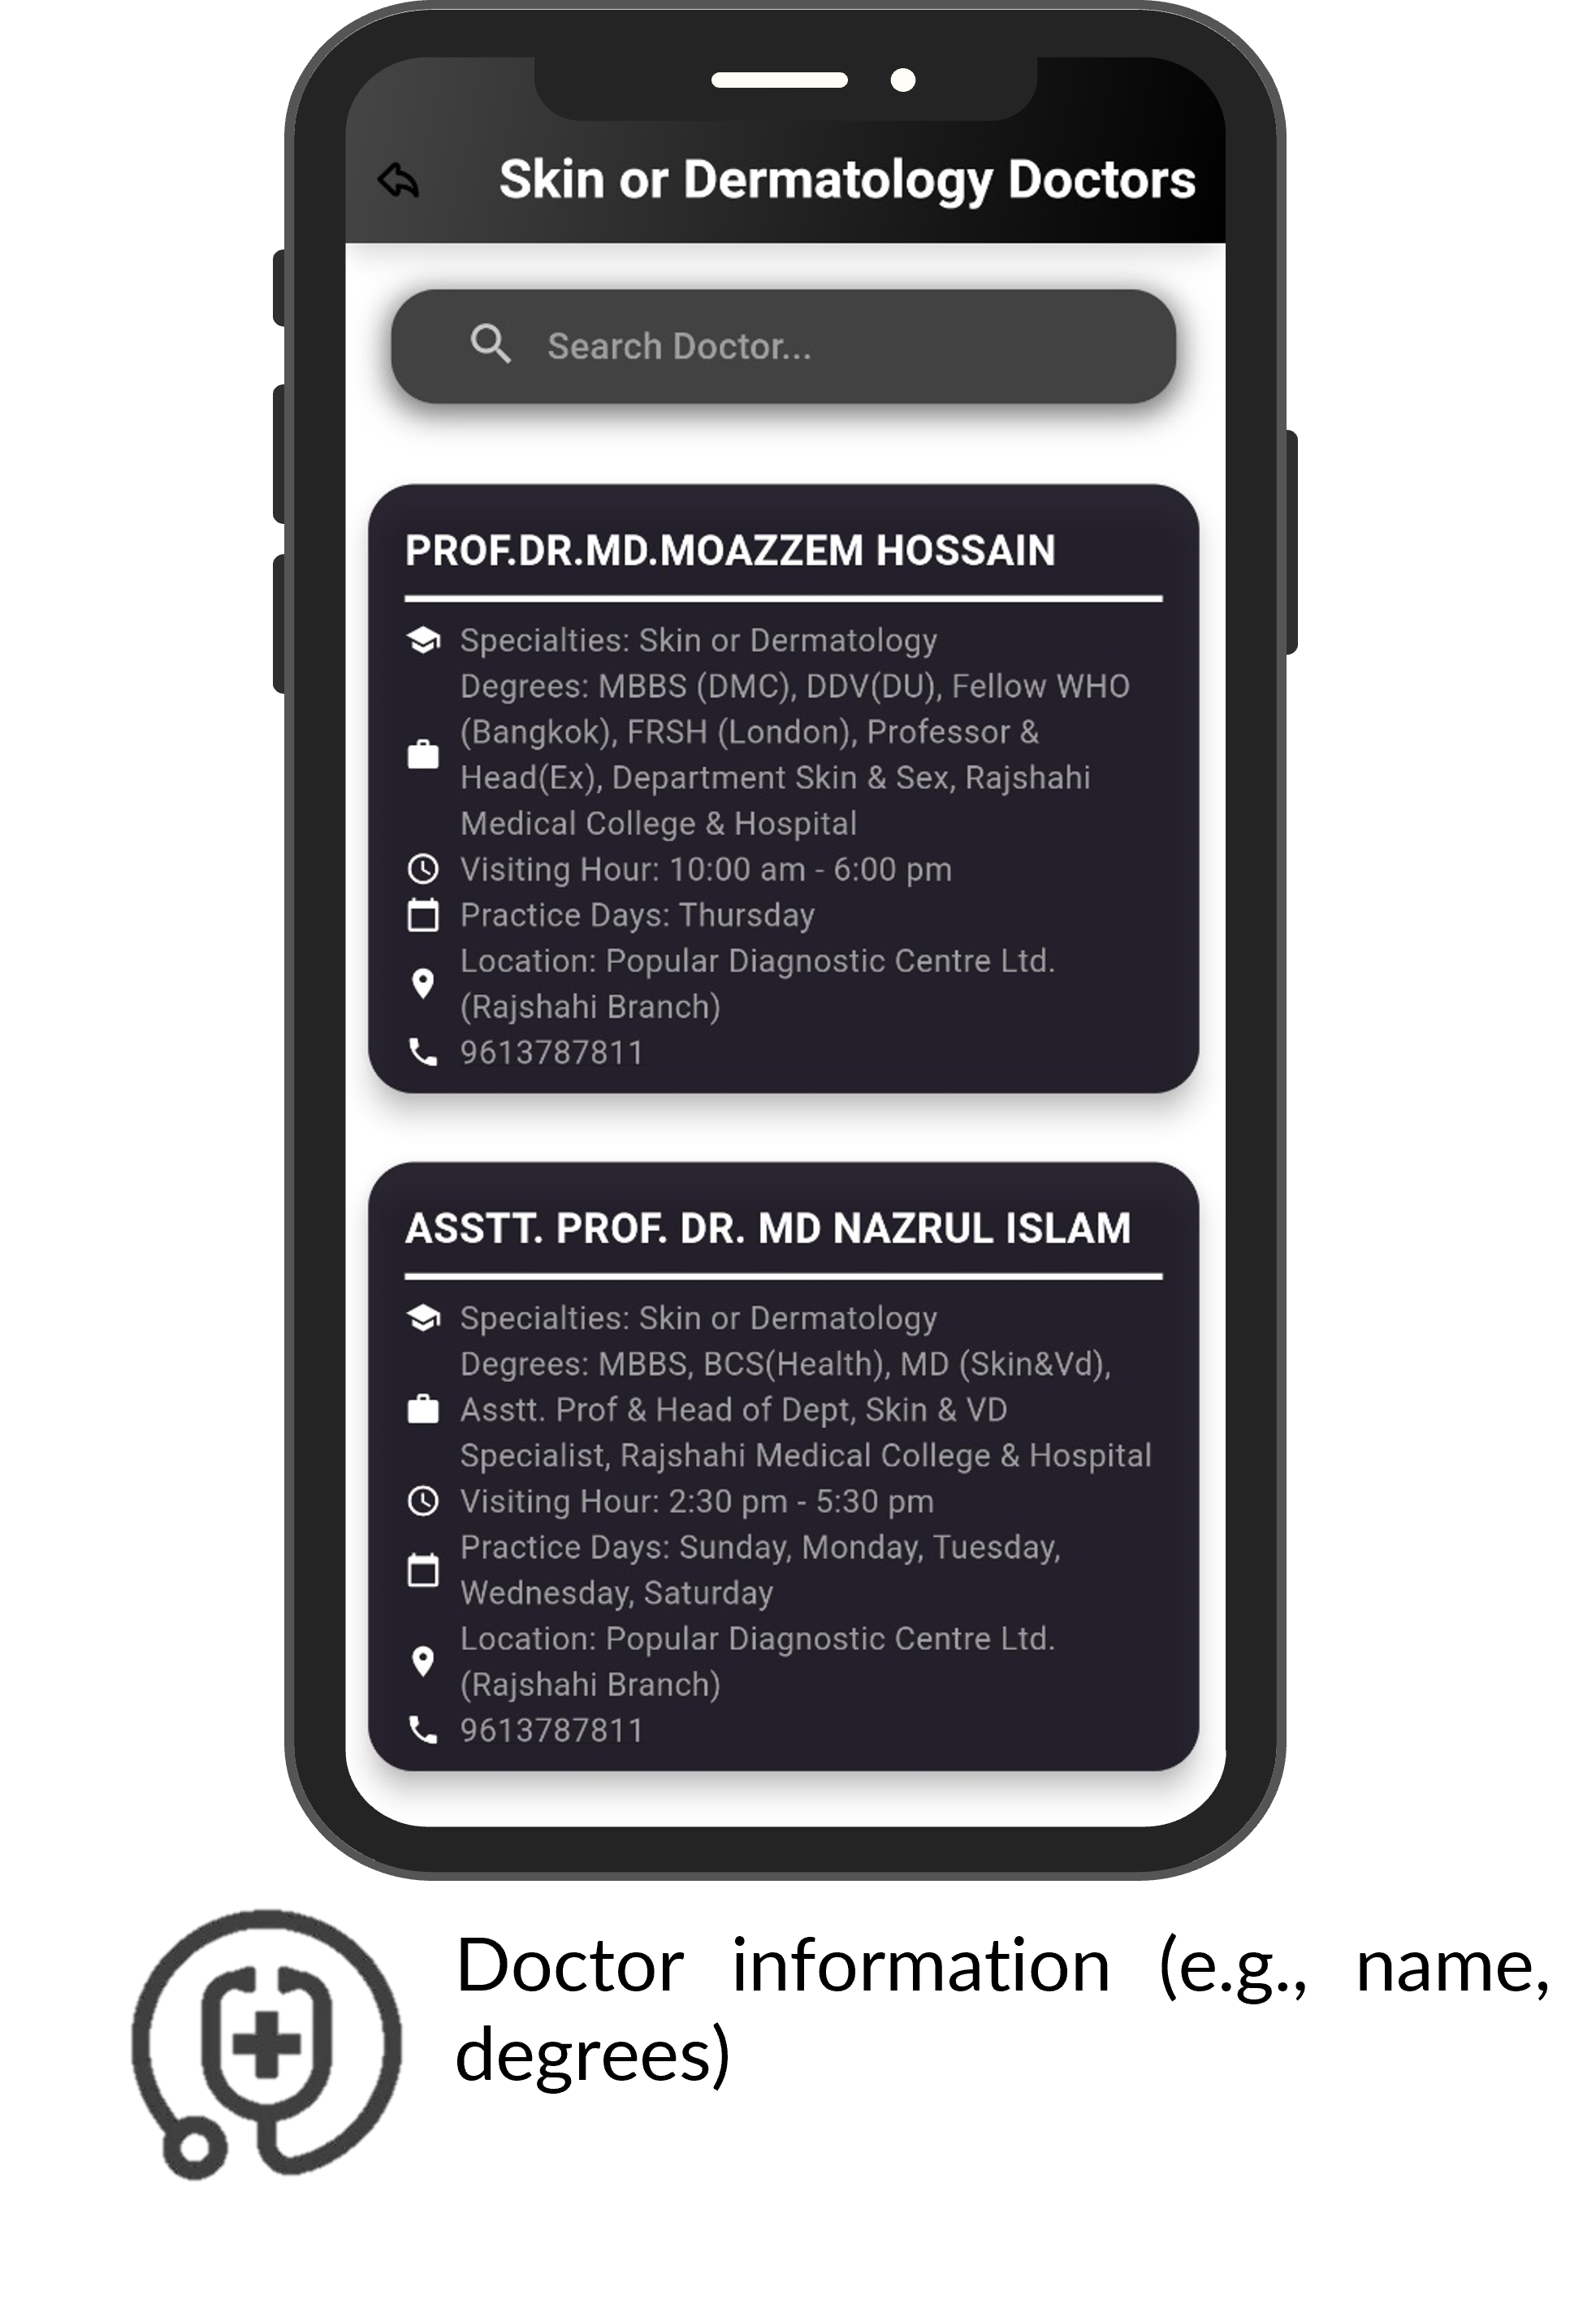 Skin or Dermatology Doctors
Search Doctor...
PROF.DR.MD.MOAZZEM HOSSAIN
Specialties: Skin or Dermatology
Degrees: MBBS (DMC), DDV(DU), Fellow WHO
(Bangkok), FRSH (London), Professor &
Head(Ex), Department Skin & Sex, Rajshahi
Medical College & Hospital
Visiting Hour: 10:00 am - 6:00 pm
Practice Days: Thursday
Location: Popular Diagnostic Centre Ltd.
(Rajshahi Branch)
9613787811
ASSTT. PROF. DR. MD NAZRUL ISLAM
Specialties: Skin or Dermatology
Degrees: MBBS, BCS(Health), MD (Skin&Vd),
Asstt. Prof & Head of Dept, Skin & VD
Specialist, Rajshahi Medical College & Hospital
Visiting Hour: 2:30 pm - 5:30 pm
Practice Days: Sunday, Monday, Tuesday,
Wednesday, Saturday
Location: Popular Diagnostic Centre Ltd.
(Rajshahi Branch)
9613787811
Doctor information (e.g., name,
degrees)